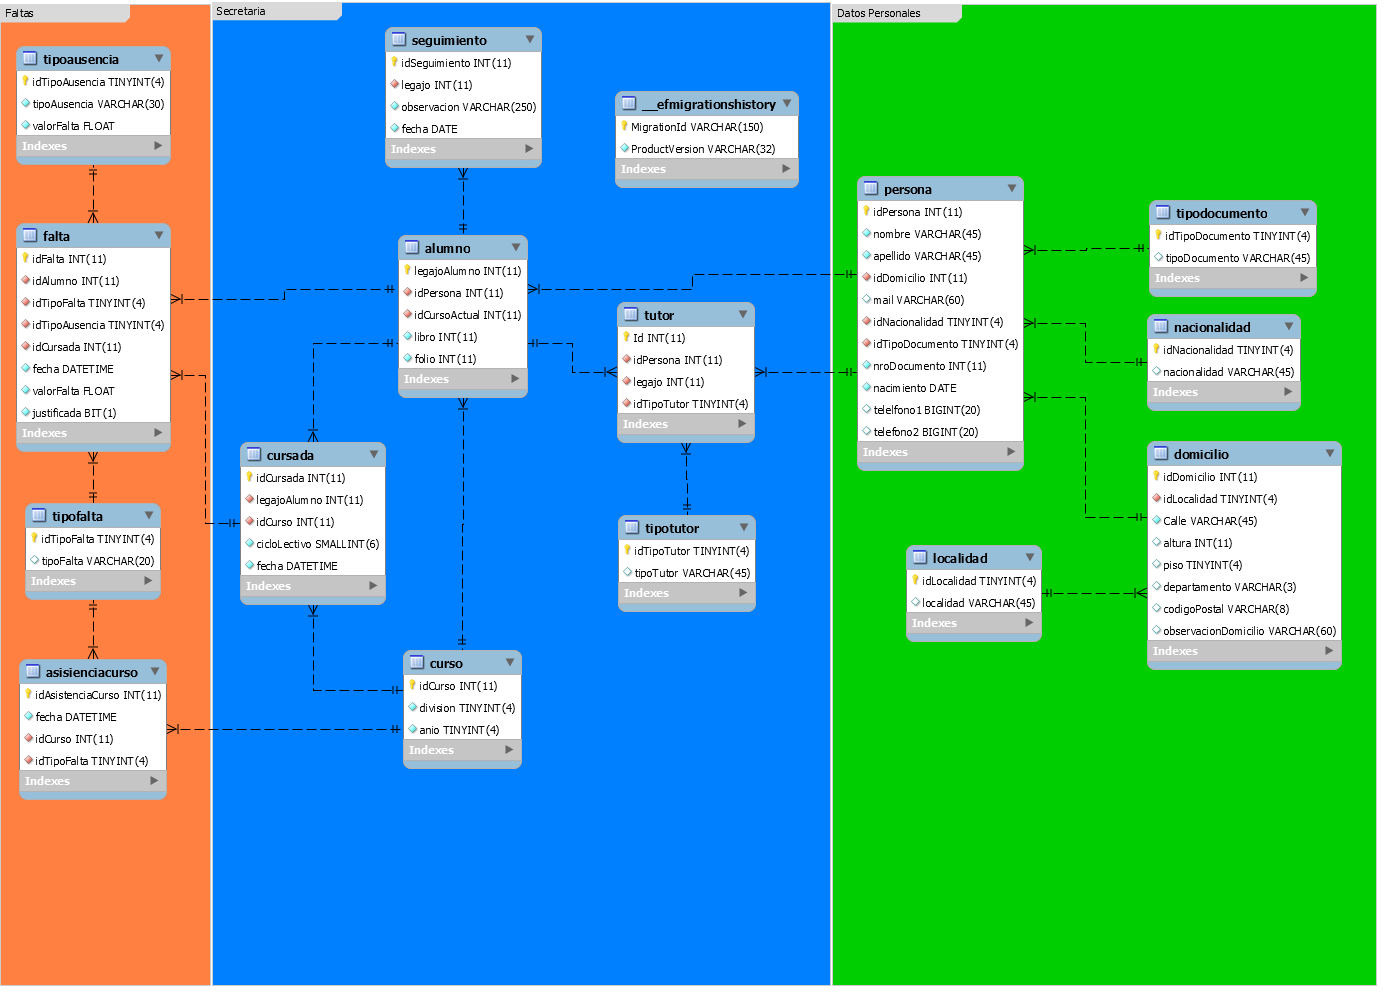 Faltas
tipoausencia
idTipoAusencia TINYINT(4)
tipoAusencia VARCHAR(30)
valorFalta FLOAT
Indexes
falta
idFalta INT(11)
idAlumno INT(11)
idTipoFalta TINYINT(4)
idTipoAusencia TINYINT(4)
idCursada INT(11)
fecha DATETIME
valorFalta FLOAT
justificada BIT(1)
Indexes
tipofalta
idTipoFalta TINYINT(4)
tipoFalta VARCHAR(20)
Indexes
asisienciacurso
idAsistenciaCurso INT(11)
fecha DATETIME
idCurso INT(11)
idTipoFalta TINYINT(4)
Indexes
Secretaria
seguimiento
idSeguimiento INT(11)
legajo INT(11)
observacion VARCHAR(250)
fecha DATE
Indexes
__efmigrationshistory
MigrationId VARCHAR(150)
ProductVersion VARCHAR(32)
Indexes
alumno
legajoAlumno INT(11)
idPersona INT(11)
idCursoActual INT(11)
libro INT(11)
folio INT(11)
Indexes
tutor
Id INT(11)
idPersona INT(11)
legajo INT(11)
idTipoTutor TINYINT(4)
Indexes
cursada
idCursada INT(11)
legajoAlumno INT(11)
idCurso INT(11)
cicloLectivo SMALLINT(6)
fecha DATETIME
Indexes
tipotutor
idTipoTutor TINYINT(4)
tipoTutor VARCHAR(45)
Indexes
curso
idCurso INT(11)
division TINYINT(4)
anio TINYINT(4)
Indexes
Datos Personales
persona
idPersona INT(11)
nombre VARCHAR(45)
apellido VARCHAR(45)
idDomicilio INT(11)
mail VARCHAR(60)
idNacionalidad TINYINT(4)
idTipoDocumento TINYINT(4)
nroDocumento INT(11)
nacimiento DATE
telelfono1 BIGINT(20)
telefono2 BIGINT(20)
Indexes
tipodocumento
idTipoDocumento TINYINT(4)
tipoDocumento VARCHAR(45)
Indexes
nacionalidad
idNacionalidad TINYINT(4)
nacionalidad VARCHAR(45)
Indexes
domicilio
idDomicilio INT(11)
idLocalidad TINYINT(4)
Calle VARCHAR(45)
altura INT(11)
piso TINYINT(4)
departamento VARCHAR(3)
codigoPostal VARCHAR(8)
observacionDomicilio VARCHAR(60)
Indexes
localidad
idLocalidad TINYINT(4)
localidad VARCHAR(45)
Indexes